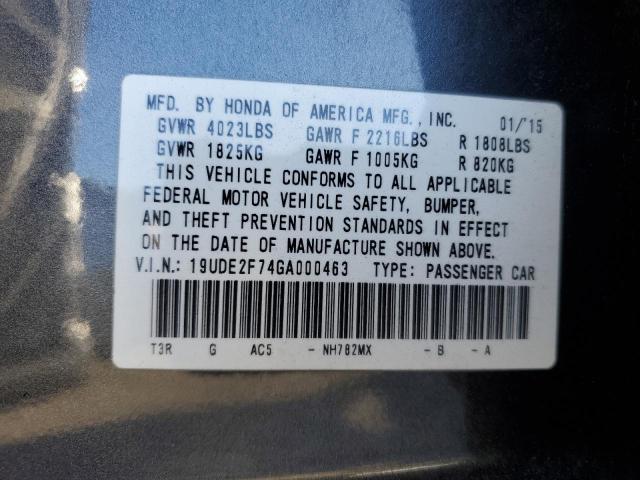 MFD. BY HONDA OF AMERICA MFG., INC. 01/'15
GVWR 4023LBS GAWR F 2216LBS R 1808LBS
GVWR 1825KG GAWR F 1005KG R 820KG
THIS VEHICLE CONFORMS TO ALL APPLICABLE
FEDERAL MOTOR VEHICLE SAFETY, BUMPER,
AND THEFT PREVENTION STANDARDS IN EFFECT
ON THE DATE OF MANUFACTURE SHOWN ABOVE.
V.I.N.: 19UDE2F74GA000463 TYPE: PASSENGER CAR
T3R G AC5 - NH782MX - B - A